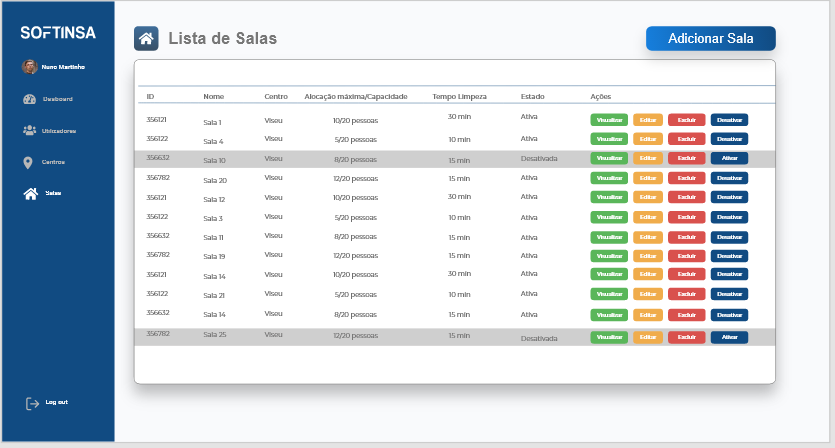 SOFTINSA
Nuno Martinho
Dasboard
Utilizadores
Centros
Salas
Log out
Lista de Salas
Adicionar Sala
ID Nome Centro Alocação máxima/Capacidade Tempo Limpeza Estado Ações
356121 Sala 1 Viseu 10/20 pessoas 30 min Ativa Visualizar Editar Excluir Desativar
356122 Sala 4 Viseu 5/20 pessoas 10 min Ativa Visualizar Editar Excluir Desativar
356632 Sala 10 Viseu 8/20 pessoas 15 min Desativada Visualizar Editar Excluir Ativar
356782 Sala 20 Viseu 12/20 pessoas 15 min Ativa Visualizar Editar Excluir Desativar
356121 Sala 12 Viseu 10/20 pessoas 30 min Ativa Visualizar Editar Excluir Desativar
356122 Sala 3 Viseu 5/20 pessoas 10 min Ativa Visualizar Editar Excluir Desativar
356632 Sala 11 Viseu 8/20 pessoas 15 min Ativa Visualizar Editar Excluir Desativar
356782 Sala 19 Viseu 12/20 pessoas 15 min Ativa Visualizar Editar Excluir Desativar
356121 Sala 14 Viseu 10/20 pessoas 30 min Ativa Visualizar Editar Excluir Desativar
356122 Sala 21 Viseu 5/20 pessoas 10 min Ativa Visualizar Editar Excluir Desativar
356632 Sala 14 Viseu 8/20 pessoas 15 min Ativa Visualizar Editar Excluir Desativar
356782 Sala 25 Viseu 12/20 pessoas 15 min Desativada Visualizar Editar Excluir Ativar